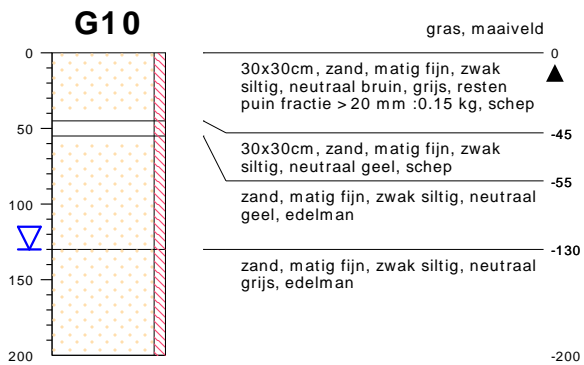 G10
gras, maaiveld
0
50
100
150
200
30x30cm, zand, matig fijn, zwak
siltig, neutraal bruin, grijs, resten
puin fractie > 20 mm :0.15 kg, schep
30x30cm, zand, matig fijn, zwak
siltig, neutraal geel, schep
zand, matig fijn, zwak siltig, neutraal
geel, edelman
zand, matig fijn, zwak siltig, neutraal
grijs, edelman
0
-45
-55
-130
-200